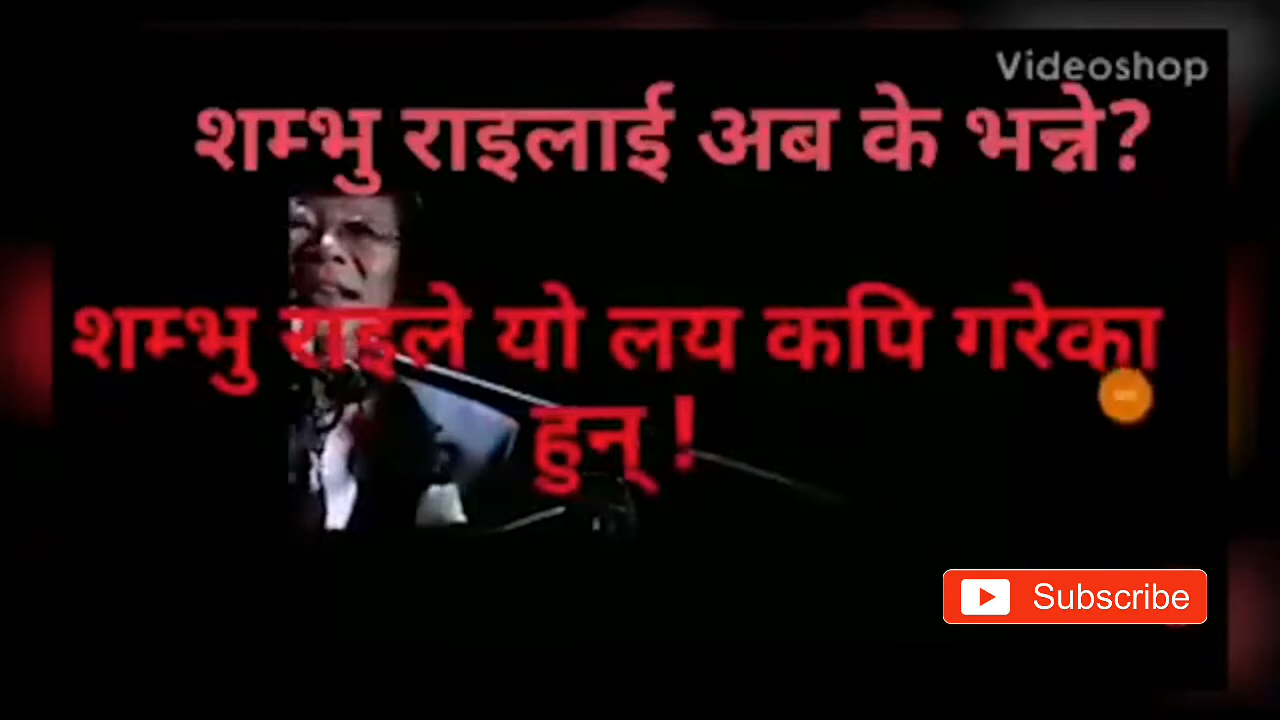 Videoshop
शम्भु राइलाई अब के भन्ने?
शम्भु राइले यो लय कपि गरेका
हुन् !
Subscribe